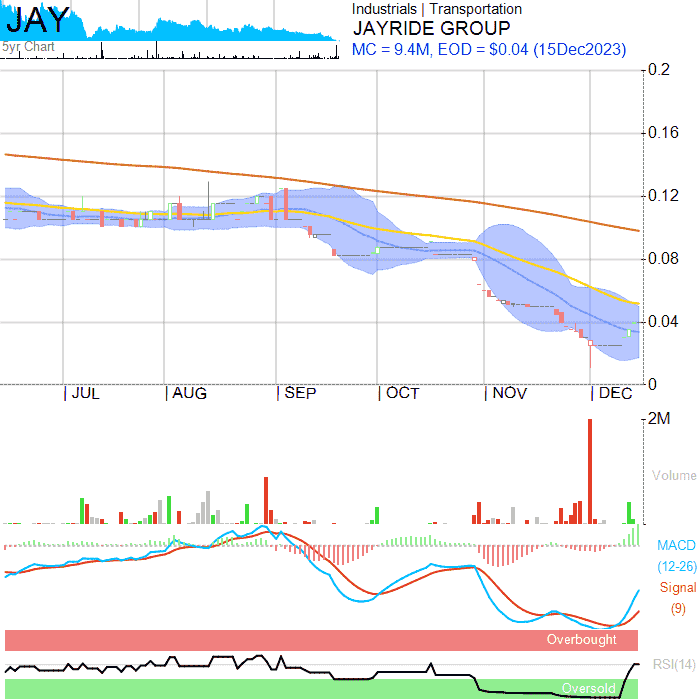 JAY
5yr Chart
Industrials | Transportation
JAYRIDE GROUP
MC = 9.4M, EOD = $0.04 (15Dec2023)
0.2
0.16
0.12
0.08
0.04
0
JUL AUG SEP OCT NOV DEC
2M
Volume
MACD
(12-26)
Signal
(9)
Overbought
RSI(14)
Oversold